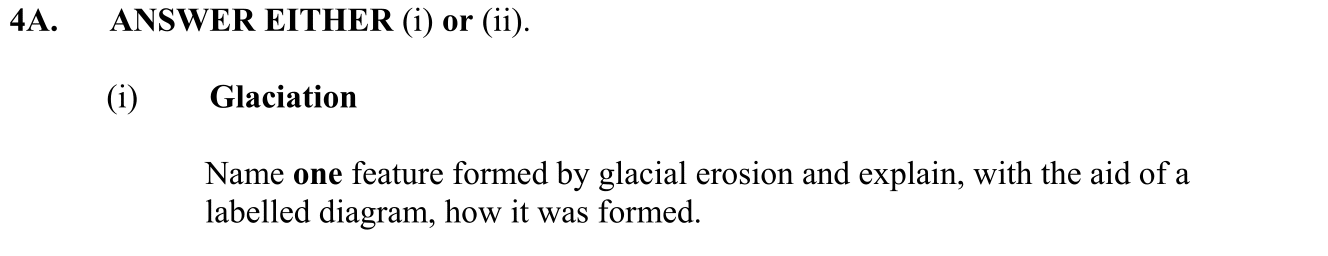 4A. ANSWER EITHER (i) or (ii).
(i) Glaciation
Name one feature formed by glacial erosion and explain, with the aid of a
labelled diagram, how it was formed.